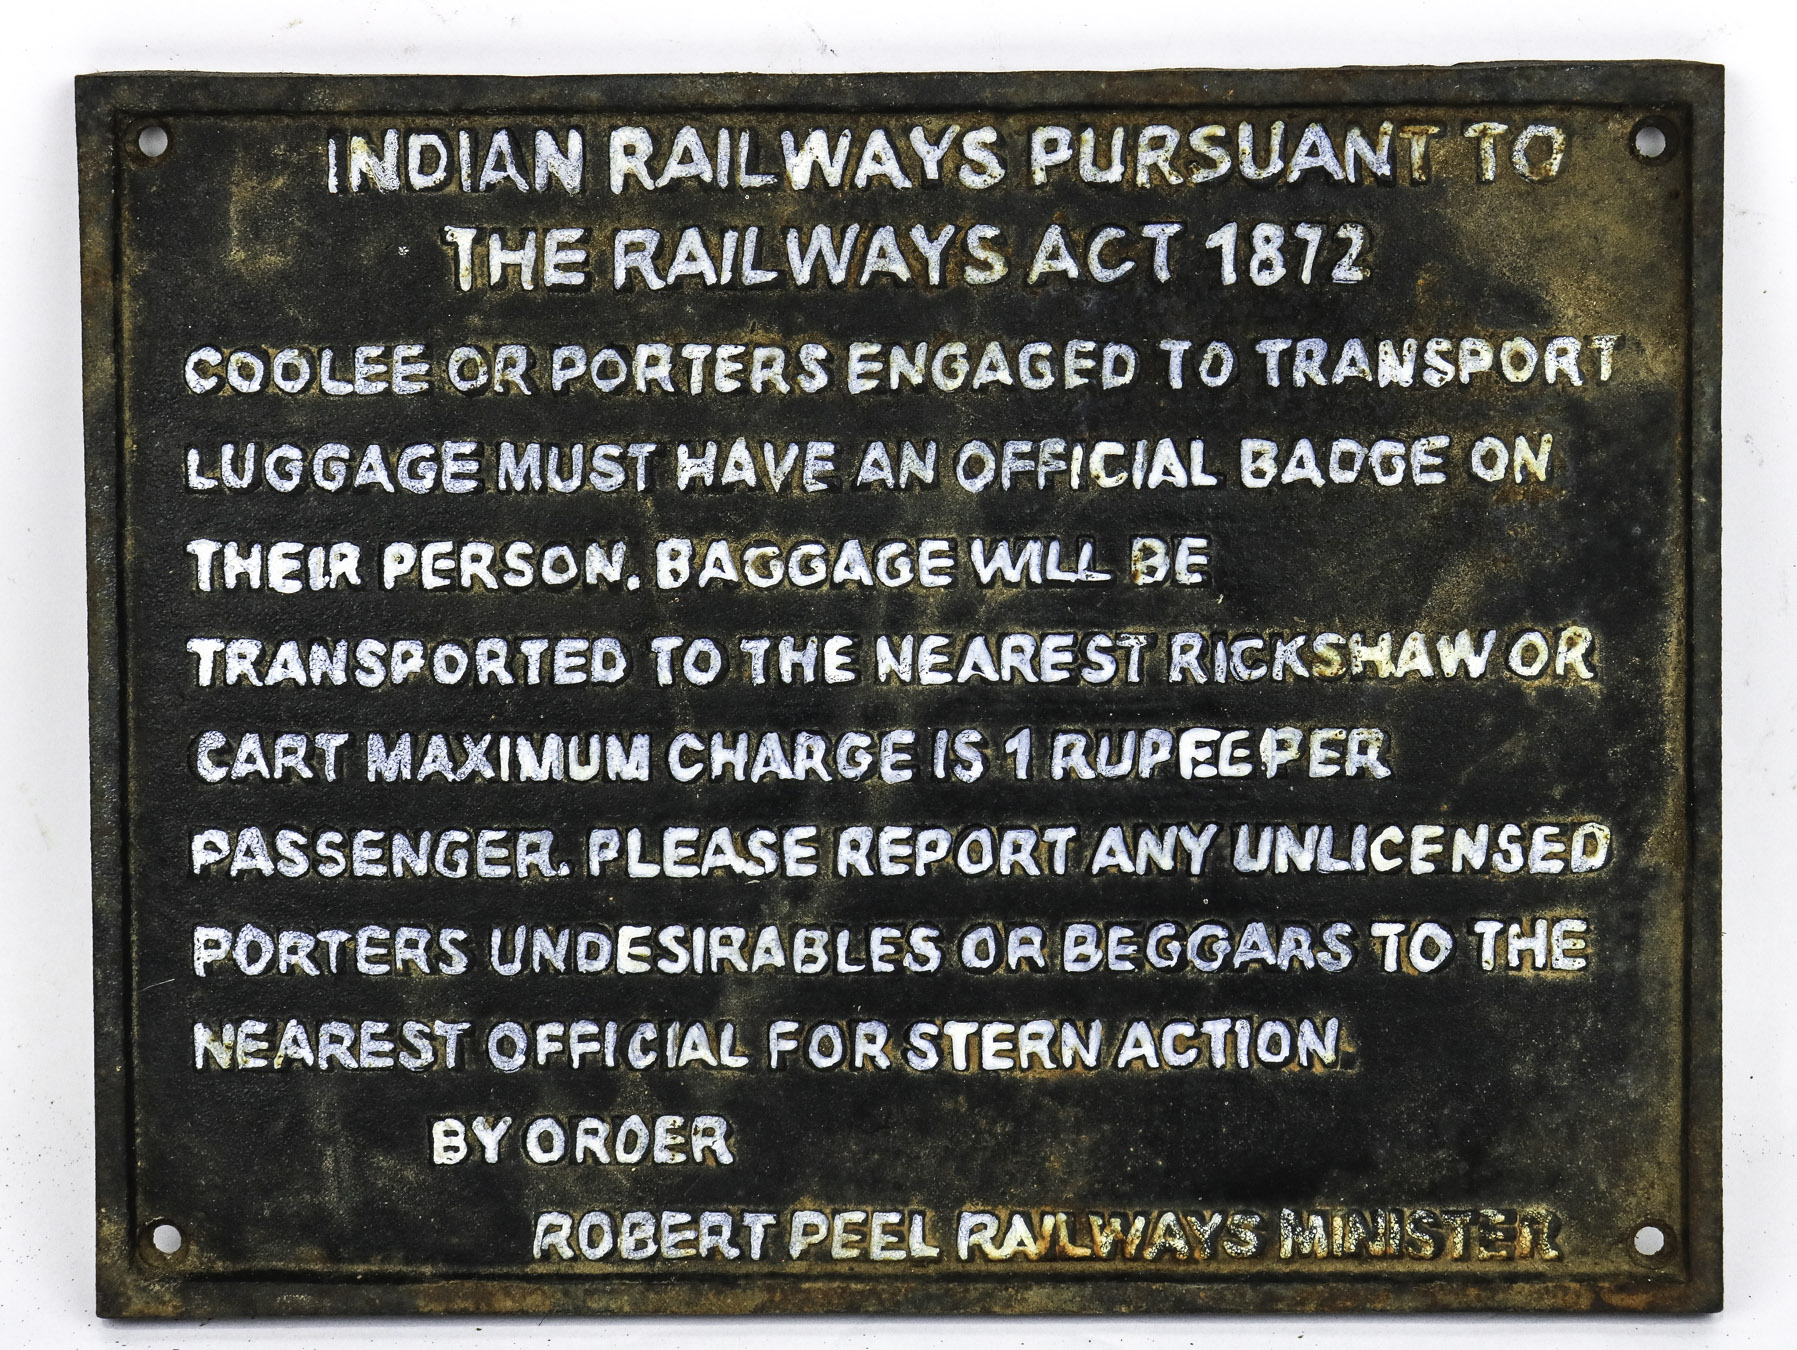 INDIAN RAILWAYS PURSUANT TO
THE RAILWAYS ACT 1872
COOLEE OR PORTERS ENGAGED TO TRANSPORT
LUGGAGE MUST HAVE AN OFFICIAL BADGE ON
THEIR PERSON. BAGGAGE WILL BE
TRANSPORTED TO THE NEAREST RICKSHAW OR
CART MAXIMUM CHARGE IS 1 RUPEE PER
PASSENGER. PLEASE REPORT ANY UNLICENSED
PORTERS UNDESIRABLES OR BEGGARS TO THE
NEAREST OFFICIAL FOR STERN ACTION.
BY ORDER
ROBERT PEEL RAILWAYS MINISTER